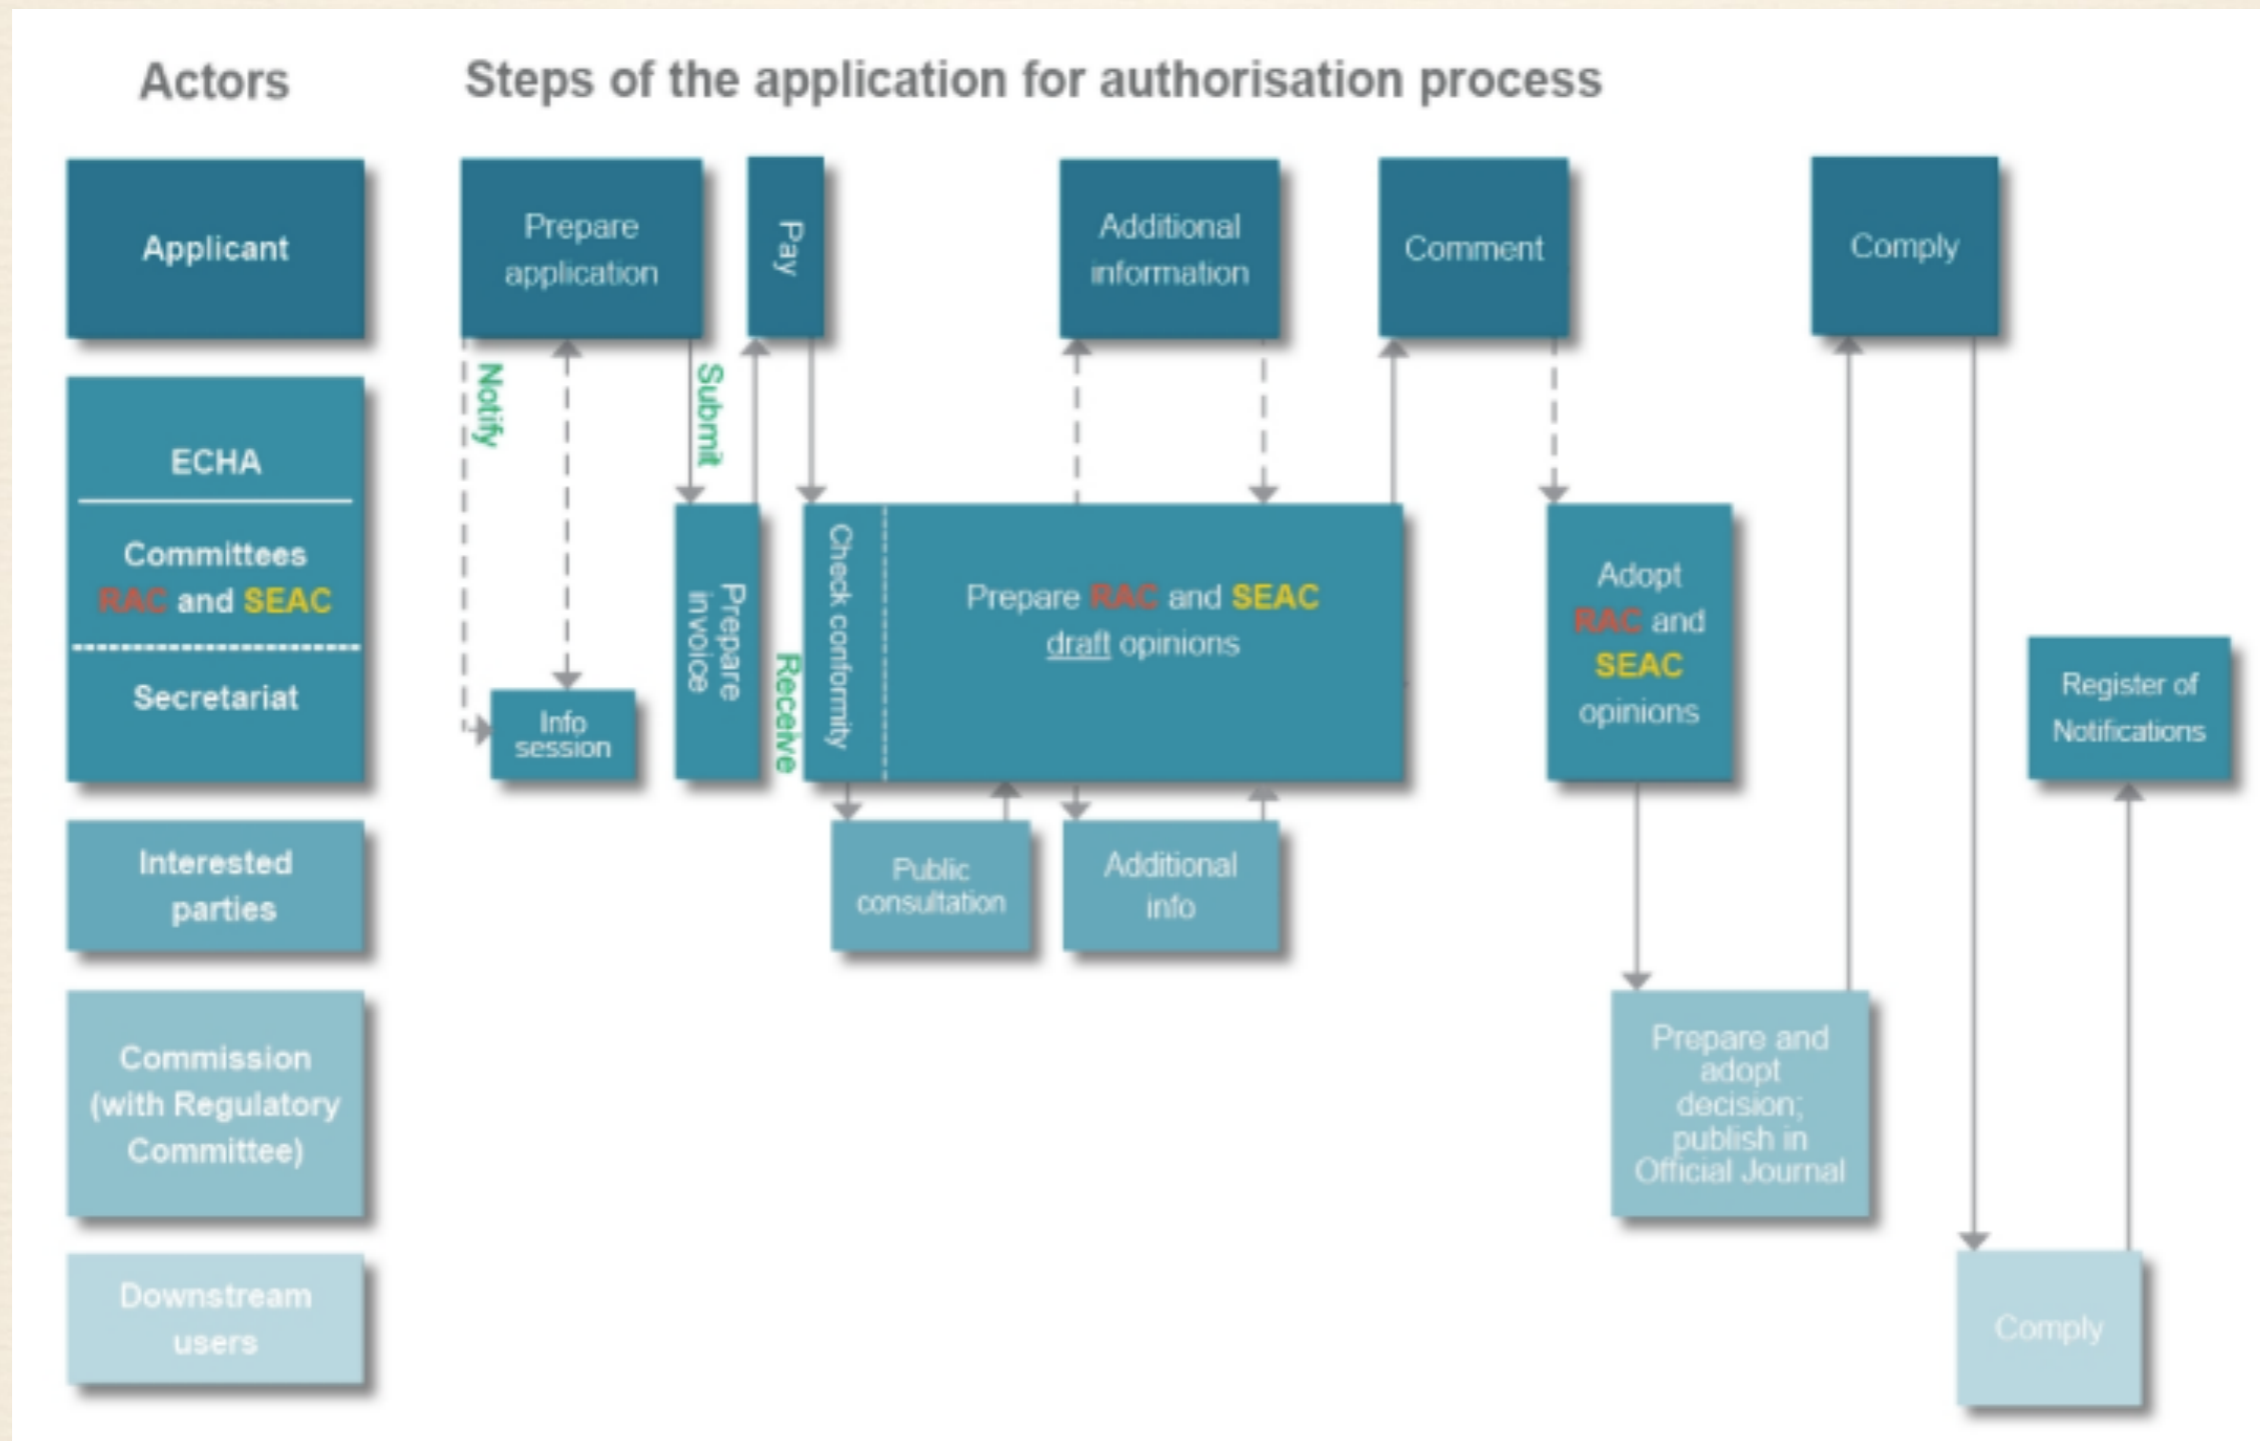 Actors
Steps of the application for authorisation process
Applicant
Prepare
application
Pay
Additional
information
Comment
Comply
Notify
Submit
ECHA
Committees
RAC and SEAC
Secretariat
Info
session
Prepare
invoice
Receive
Check conformity
Prepare RAC and SEAC
draft opinions
Adopt
RAC and
SEAC
opinions
Register of
Notifications
Interested
parties
Public
consultation
Additional
info
Commission
(with Regulatory
Committee)
Prepare and
adopt
decision;
publish in
Official Journal
Downstream
users
Comply